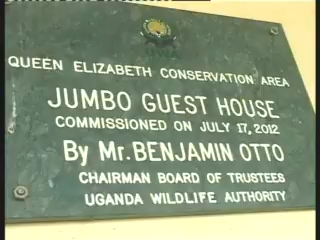 QUEEN ELIZABETH CONSERVATION AREA
JUMBO GUEST HOUSE
COMMISSIONED ON JULY 17, 2012
By Mr. BENJAMIN OTTO
CHAIRMAN BOARD OF TRUSTEES
UGANDA WILDLIFE AUTHORITY